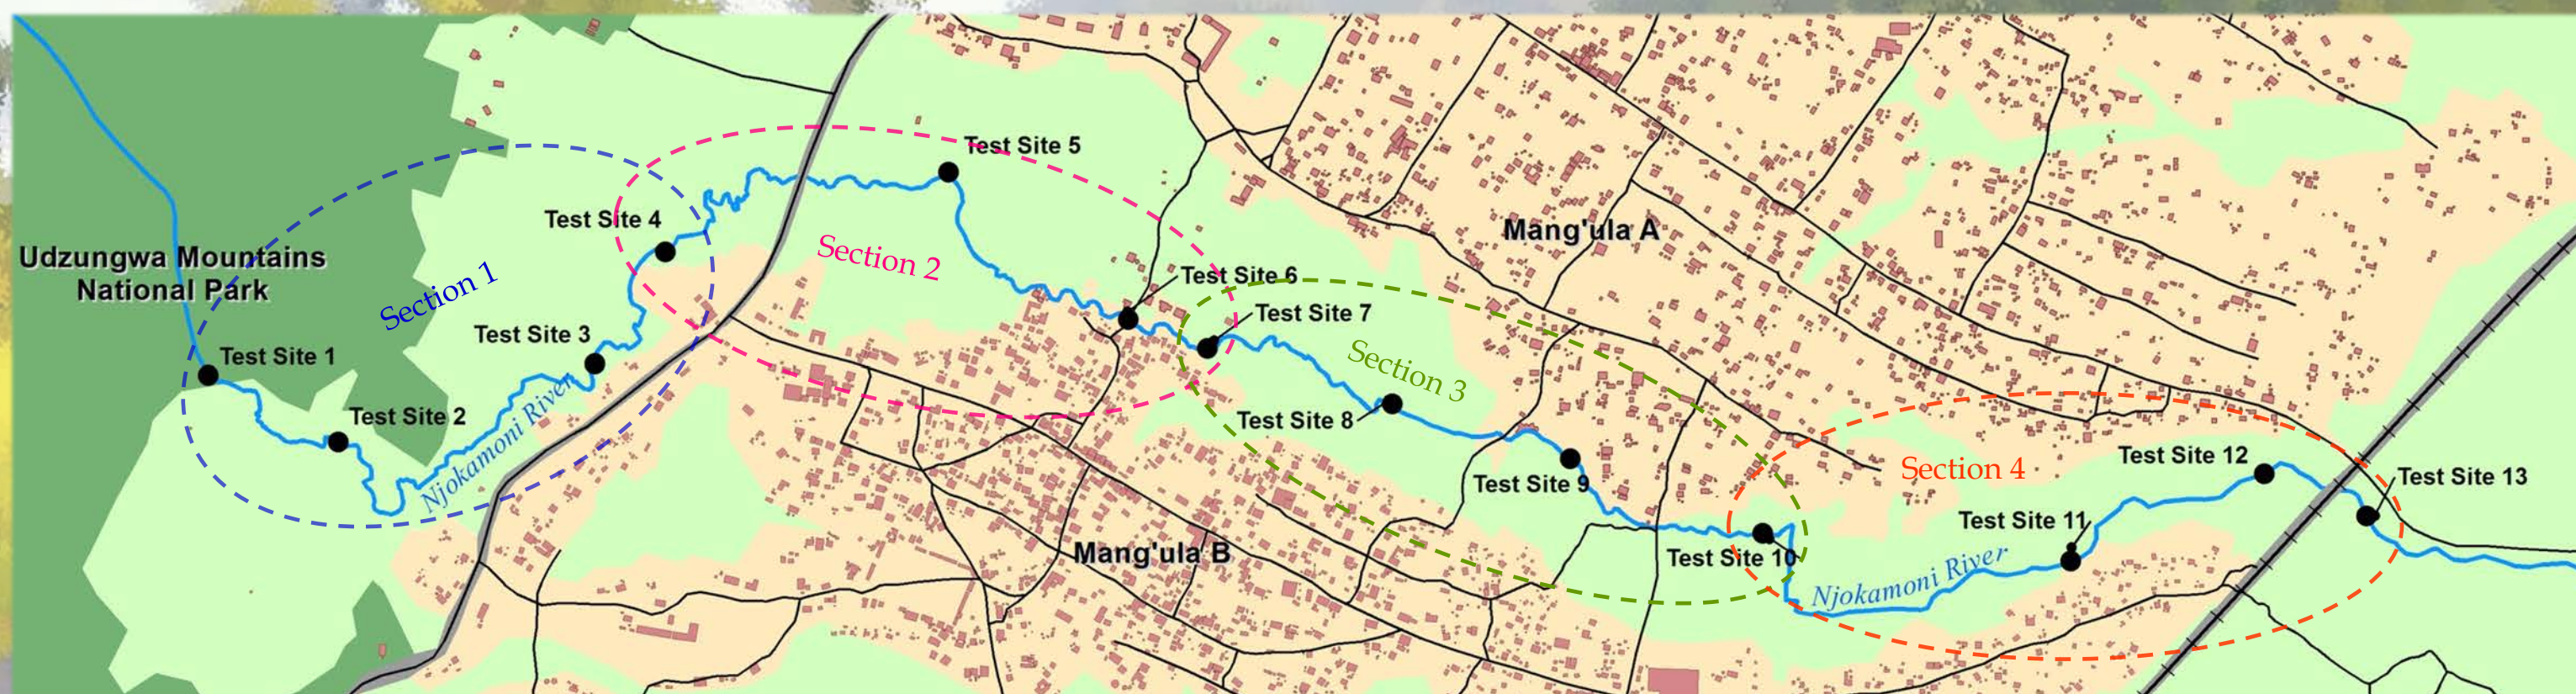 Udzungwa Mountains
National Park
Test Site 1
Test Site 2
Section 1
Njokamoni River
Test Site 3
Test Site 4
Section 2
Test Site 5
Test Site 6
Test Site 7
Section 3
Test Site 8
Mang'ula A
Mang'ula B
Test Site 9
Test Site 10
Section 4
Njokamoni River
Test Site 11
Test Site 12
Test Site 13